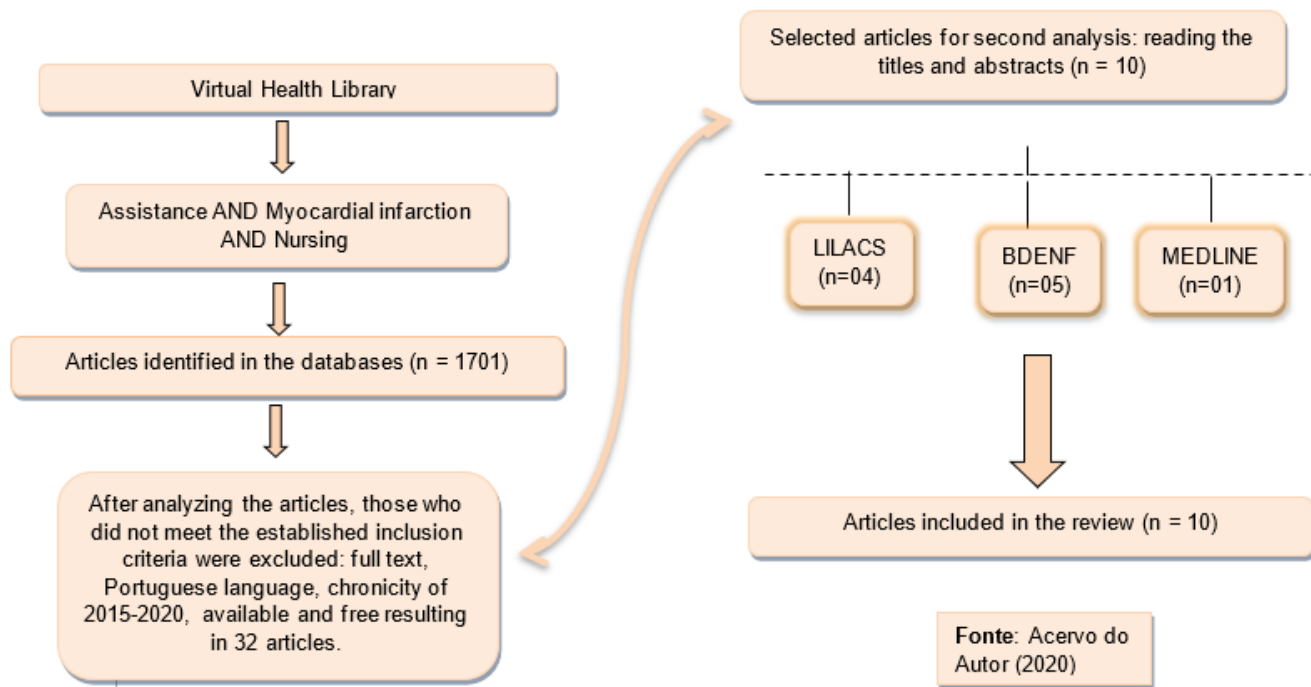 Virtual Health Library
Assistance AND Myocardial infarction
AND Nursing
Articles identified in the databases (n = 1701)
After analyzing the articles, those who
did not meet the established inclusion
criteria were excluded: full text,
Portuguese language, chronicity of
2015-2020, available and free resulting
in 32 articles.
Selected articles for second analysis: reading the
titles and abstracts (n = 10)
LILACS
(n=04)
BDENF
(n=05)
MEDLINE
(n=01)
Articles included in the review (n = 10)
Fonte: Acervo do
Autor (2020)